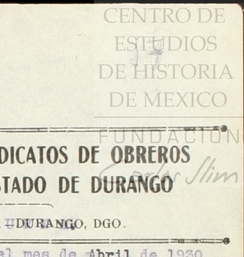 CENTRO DE
ESTUDIOS
DE HISTORIA
DE MEXICO
FUNDACION
Carlos Slim
DICATOS DE OBREROS
STADO DE DURANGO
DURANGO, DGO.
el mes de Abril de 1930